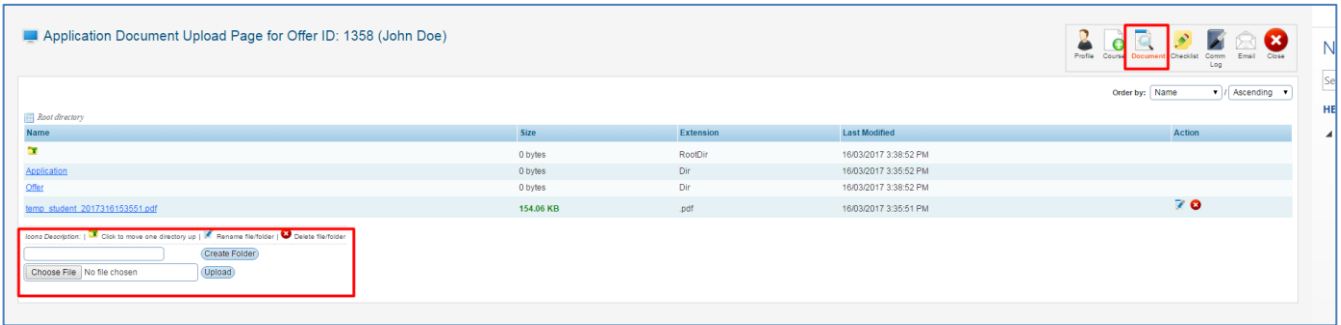 Application Document Upload Page for Offer ID: 1358 (John Doe)
Profile Course Document Checklist Comm Log Email Close
Order by: Name / Ascending
Root directory
Name Size Extension Last Modified Action
0 bytes RootDir 16/03/2017 3:38:52 PM
Application 0 bytes Dir 16/03/2017 3:35:52 PM
Offer 0 bytes Dir 16/03/2017 3:38:52 PM
temp_student_2017316153551.pdf 154.06 KB .pdf 16/03/2017 3:35:51 PM
Icons Description: | Click to move one directory up | Rename file/folder | Delete file/folder
Create Folder
Choose File No file chosen Upload
N
Se
HE